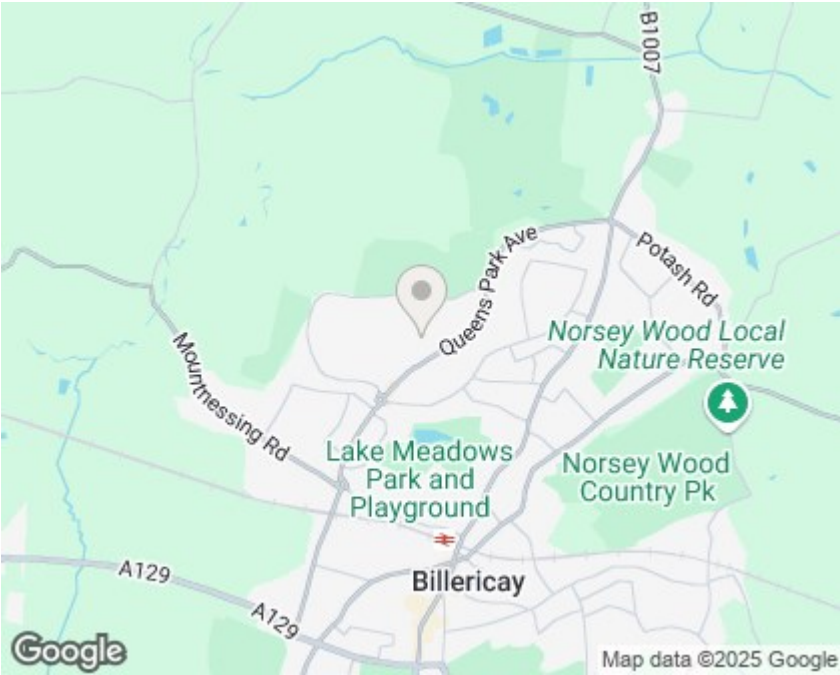 B1007
Queens Park Ave
Potash Rd
Norsey Wood Local
Nature Reserve
Mountnessing Rd
Lake Meadows
Park and
Playground
Norsey Wood
Country Pk
A129
Billericay
A129
Google
Map data ©2025 Google